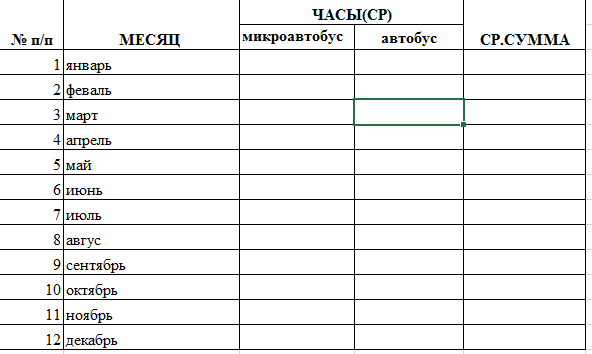 ЧАСЫ(СР)
№ п/п МЕСЯЦ микроавтобус автобус СР.СУММА
1 январь
2 феваль
3 март
4 апрель
5 май
6 июнь
7 июль
8 авгус
9 сентябрь
10 октябрь
11 ноябрь
12 декабрь